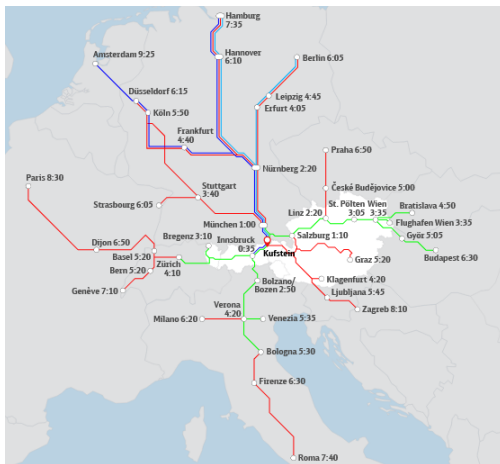 Hamburg
7:35
Amsterdam 9:25
Hannover
6:10
Berlin 6:05
Düsseldorf 6:15
Leipzig 4:45
Erfurt 4:05
Köln 5:50
Frankfurt
4:40
Praha 6:50
Nürnberg 2:20
Paris 8:30
Stuttgart
3:40
České Budějovice 5:00
Strasbourg 6:05
St. Pölten Wien
3:05 3:35
Bratislava 4:50
Linz 2:20
München 1:00
Flughafen Wien 3:35
Bregenz 3:10
Innsbruck
0:35
Salzburg 1:10
Györ 5:05
Dijon 6:50
Kufstein
Budapest 6:30
Basel 5:20
Graz 5:20
Zürich
4:10
Bern 5:20
Klagenfurt 4:20
Bolzano/
Bozen 2:50
Genève 7:10
Ljubljana 5:45
Verona
4:20
Zagreb 8:10
Milano 6:20
Venezia 5:35
Bologna 5:30
Firenze 6:30
Roma 7:40